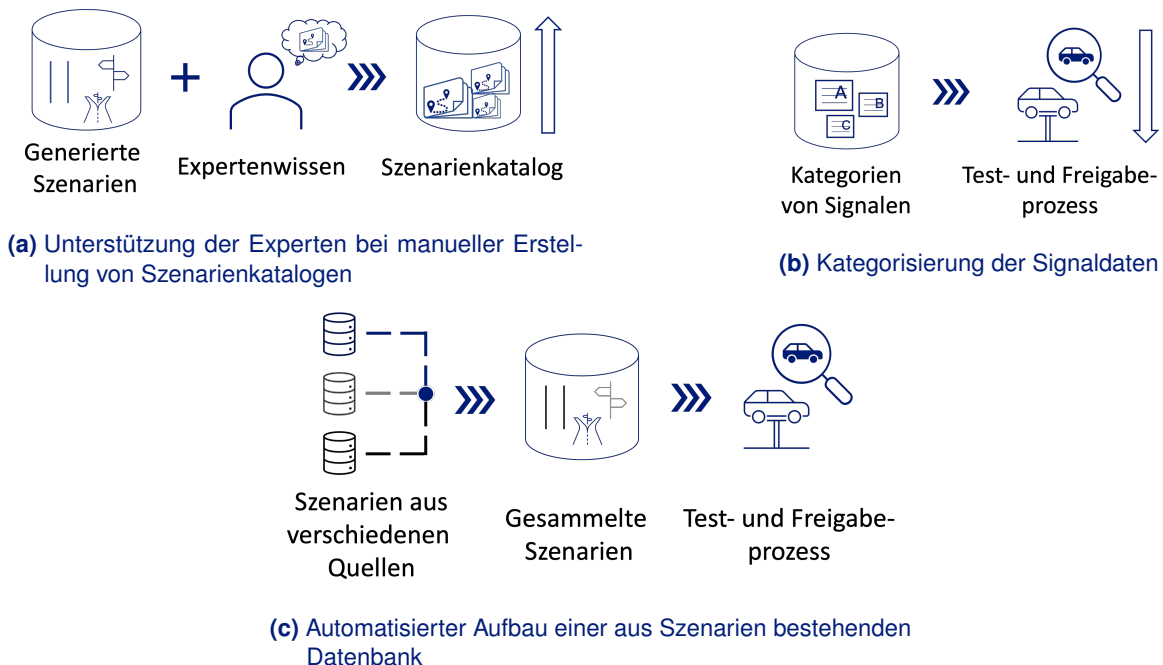 Generierte
Szenarien
Expertenwissen
Szenarienkatalog
(a) Unterstützung der Experten bei manueller Erstel-
lung von Szenarienkatalogen
A
B
C
Kategorien
von Signalen
Test- und Freigabe-
prozess
(b) Kategorisierung der Signaldaten
Szenarien aus
verschiedenen
Quellen
Gesammelte
Szenarien
Test- und Freigabe-
prozess
(c) Automatisierter Aufbau einer aus Szenarien bestehenden
Datenbank